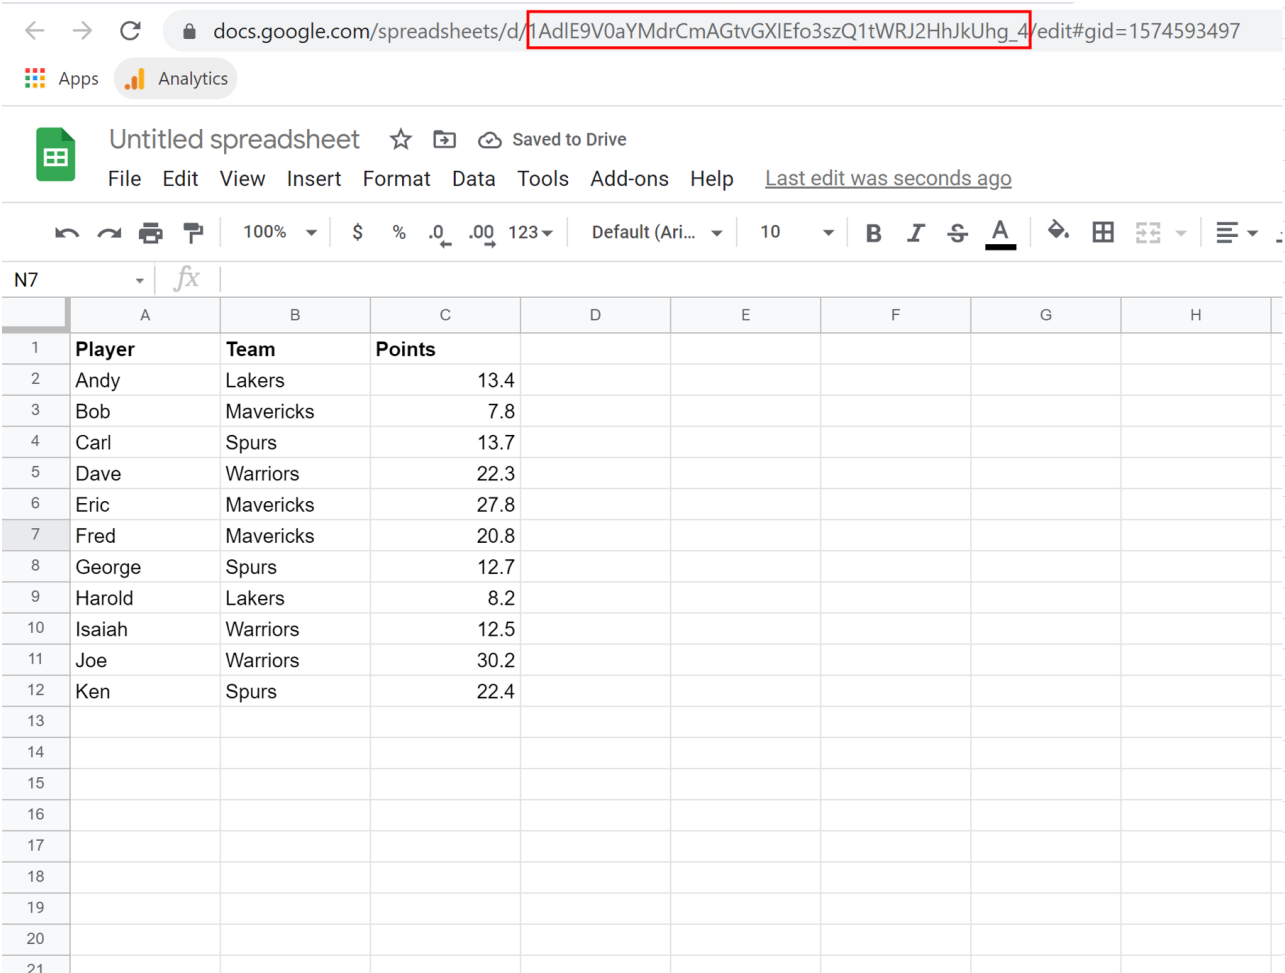 docs.google.com/spreadsheets/d/1AdlE9V0aYMdrCmAGtvGXlEfo3szQ1tWRJ2HhJkUhg_4/edit#gid=1574593497
Apps Analytics
Untitled spreadsheet Saved to Drive
File Edit View Insert Format Data Tools Add-ons Help Last edit was seconds ago
100% $ % .0 .00 123 Default (Ari... 10 B I S A
N7 fx
A B C D E F G H
1 Player Team Points
2 Andy Lakers 13.4
3 Bob Mavericks 7.8
4 Carl Spurs 13.7
5 Dave Warriors 22.3
6 Eric Mavericks 27.8
7 Fred Mavericks 20.8
8 George Spurs 12.7
9 Harold Lakers 8.2
10 Isaiah Warriors 12.5
11 Joe Warriors 30.2
12 Ken Spurs 22.4
13
14
15
16
17
18
19
20
21